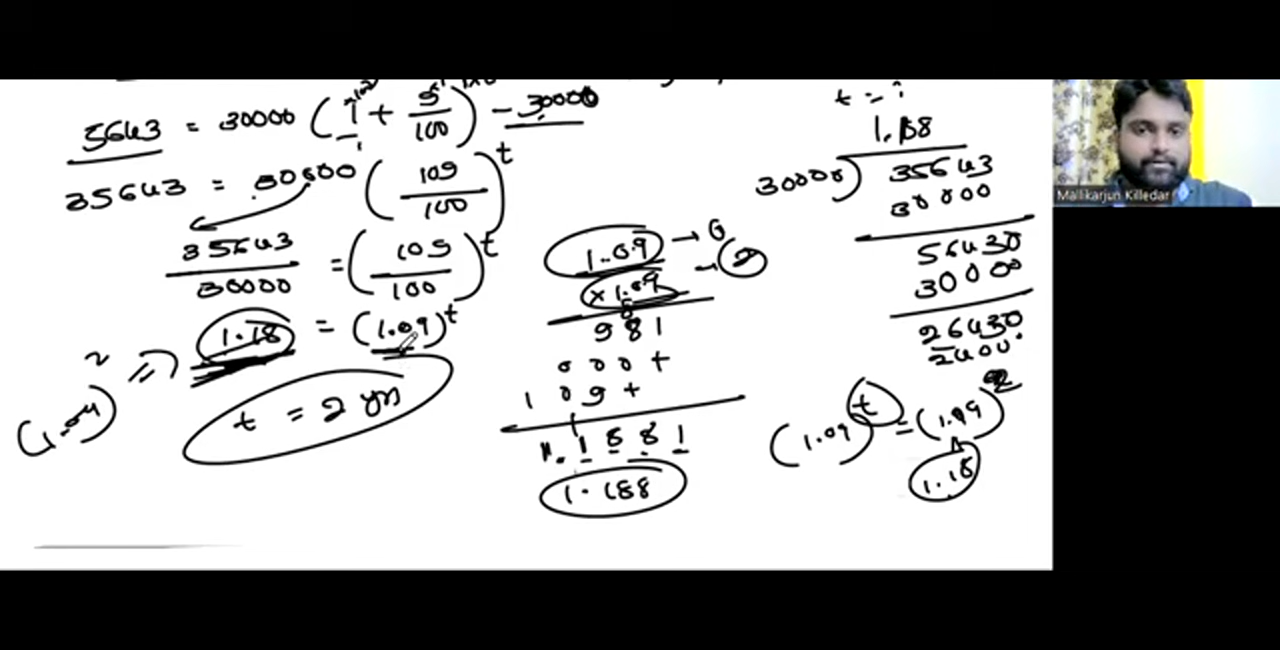 5643 = 30000 (1 + 9/100) - 30000
35643 = 30000 (109/100)^t
35643/30000 = (109/100)^t
1.18 = (1.09)^t
t = 2 yrs
1.09
× 1.09
981
000+
109+
1.1881
1.188
t = ?
1.18
30000) 35643
30000
56430
30000
26430
2400
(1.09)^t = (1.09)^2
1.18
Mallikarjun Killedar